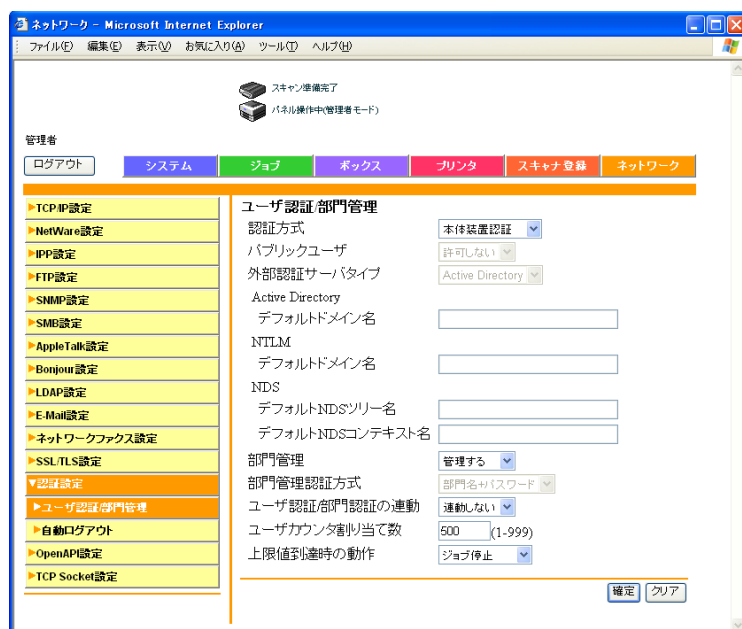 ネットワーク - Microsoft Internet Explorer
ファイル(F) 編集(E) 表示(V) お気に入り(A) ツール(T) ヘルプ(H)
スキャン準備完了
パネル操作中(管理者モード)
管理者
ログアウト システム ジョブ ボックス プリンタ スキャナ登録 ネットワーク
TCP/IP設定
NetWare設定
IPP設定
FTP設定
SNMP設定
SMB設定
AppleTalk設定
Bonjour設定
LDAP設定
E-Mail設定
ネットワークファクス設定
SSL/TLS設定
認証設定
ユーザ認証/部門管理
自動ログアウト
OpenAPI設定
TCP Socket設定
ユーザ認証/部門管理
認証方式 本体装置認証
パブリックユーザ 許可しない
外部認証サーバタイプ Active Directory
Active Directory
デフォルトドメイン名
NTLM
デフォルトドメイン名
NDS
デフォルトNDSツリー名
デフォルトNDSコンテキスト名
部門管理 管理する
部門管理認証方式 部門名+パスワード
ユーザ認証/部門認証の連動 連動しない
ユーザカウンタ割り当て数 500 (1-999)
上限値到達時の動作 ジョブ停止
確定 クリア